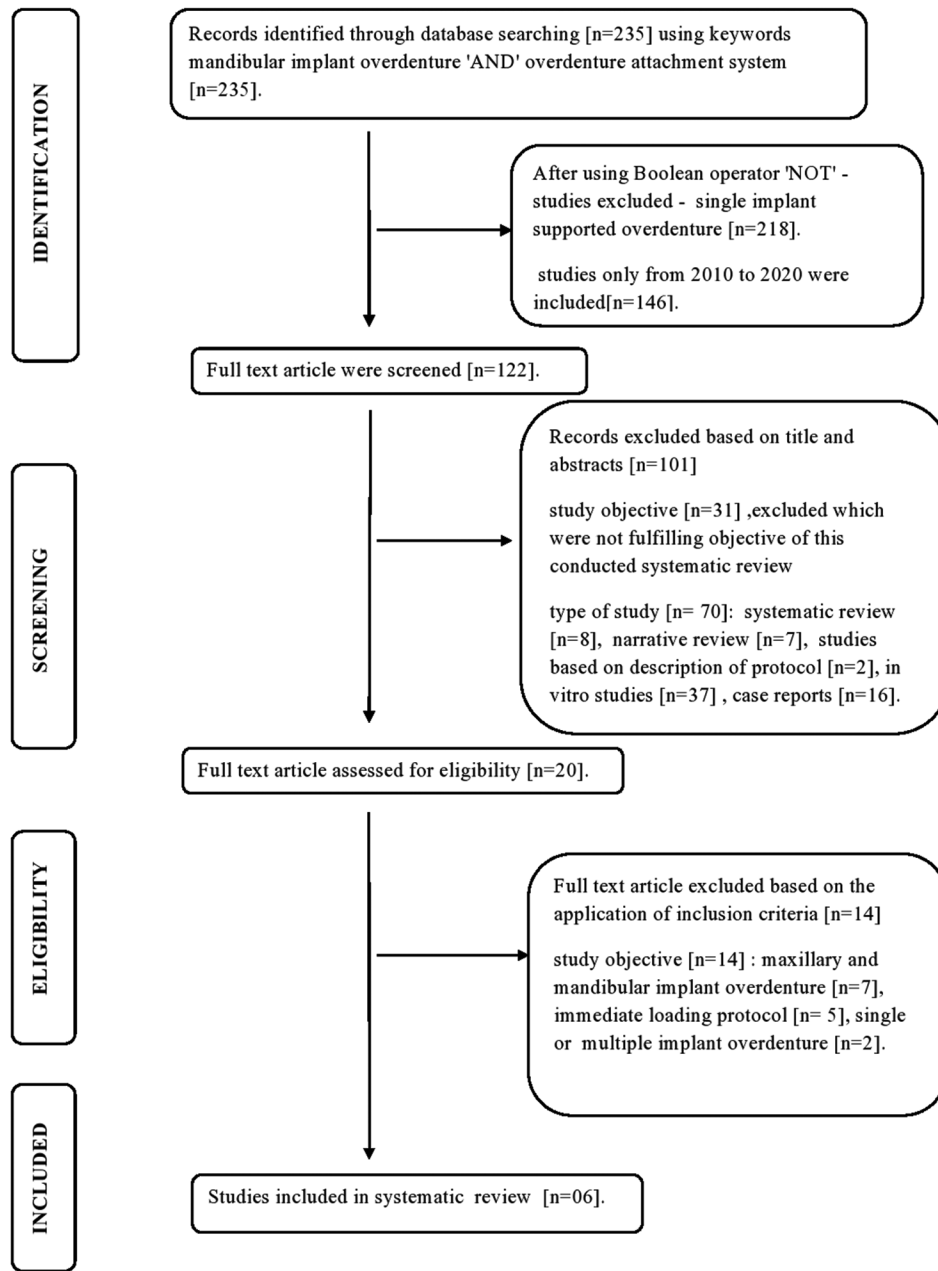 IDENTIFICATION
Records identified through database searching [n=235] using keywords
mandibular implant overdenture 'AND' overdenture attachment system
[n=235].
After using Boolean operator 'NOT' -
studies excluded - single implant
supported overdenture [n=218].
studies only from 2010 to 2020 were
included[n=146].
Full text article were screened [n=122].
SCREENING
Records excluded based on title and
abstracts [n=101]
study objective [n=31] ,excluded which
were not fulfilling objective of this
conducted systematic review
type of study [n= 70]: systematic review
[n=8], narrative review [n=7], studies
based on description of protocol [n=2], in
vitro studies [n=37] , case reports [n=16].
Full text article assessed for eligibility [n=20].
ELIGIBILITY
Full text article excluded based on the
application of inclusion criteria [n=14]
study objective [n=14] : maxillary and
mandibular implant overdenture [n=7],
immediate loading protocol [n= 5], single
or multiple implant overdenture [n=2].
INCLUDED
Studies included in systematic review [n=06].